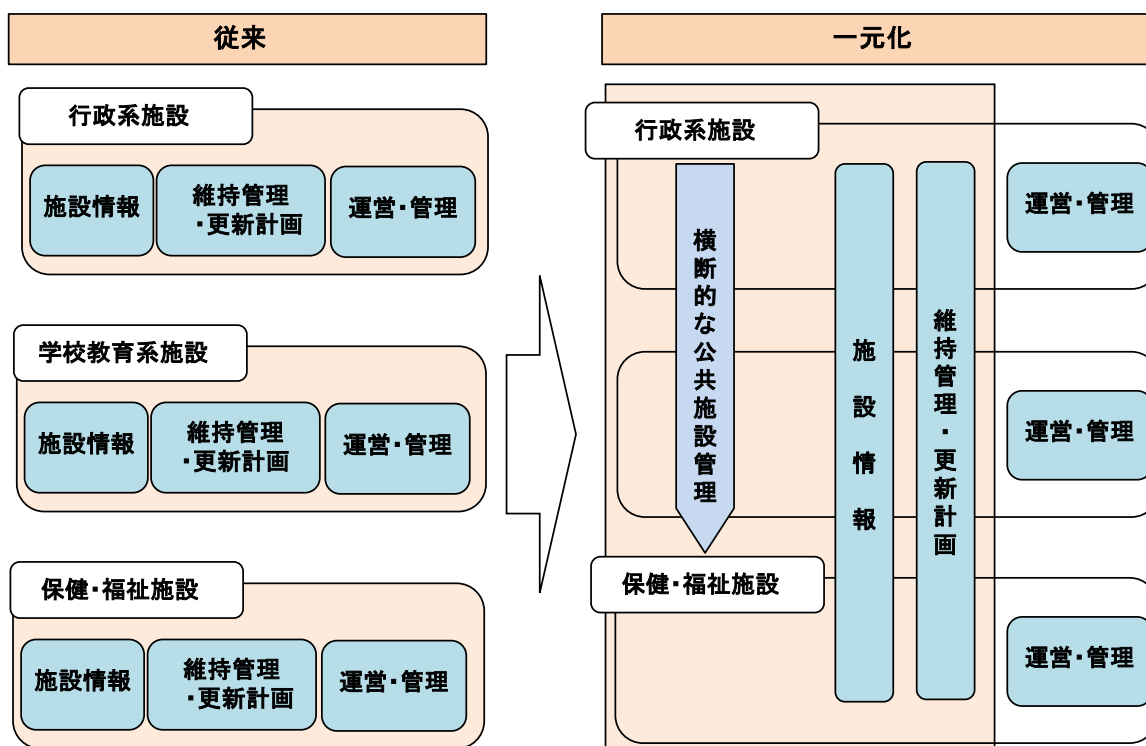 従来
行政系施設
施設情報
維持管理
・更新計画
運営・管理
学校教育系施設
施設情報
維持管理
・更新計画
運営・管理
保健・福祉施設
施設情報
維持管理
・更新計画
運営・管理
一元化
行政系施設
横断的な公共施設管理
施設情報
維持管理・更新計画
運営・管理
運営・管理
保健・福祉施設
運営・管理